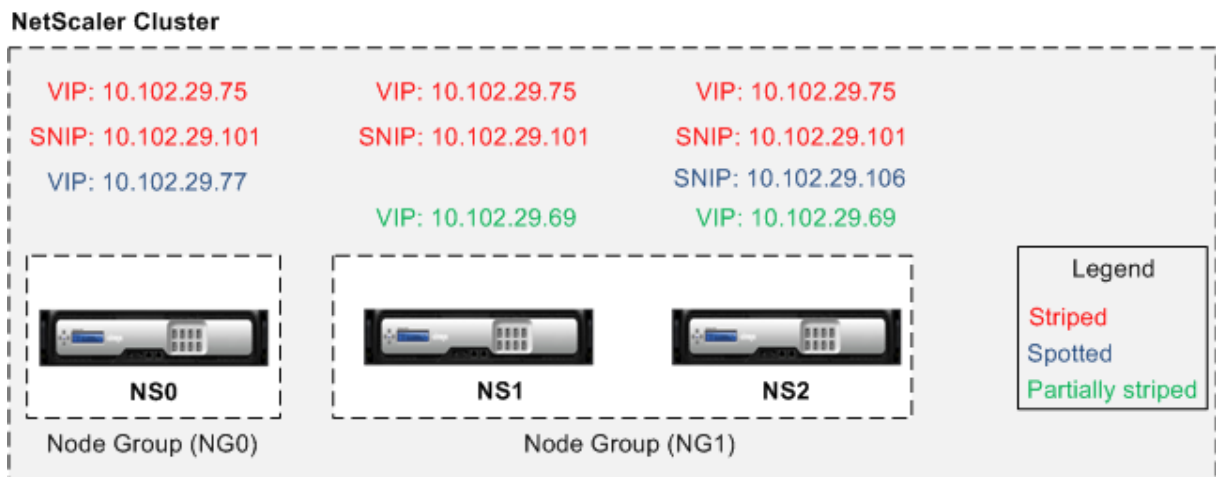 NetScaler Cluster
VIP: 10.102.29.75
VIP: 10.102.29.75
VIP: 10.102.29.75
SNIP: 10.102.29.101
SNIP: 10.102.29.101
SNIP: 10.102.29.101
VIP: 10.102.29.77
SNIP: 10.102.29.106
VIP: 10.102.29.69
VIP: 10.102.29.69
Legend
Striped
Spotted
Partially striped
NS0
NS1
NS2
Node Group (NG0)
Node Group (NG1)